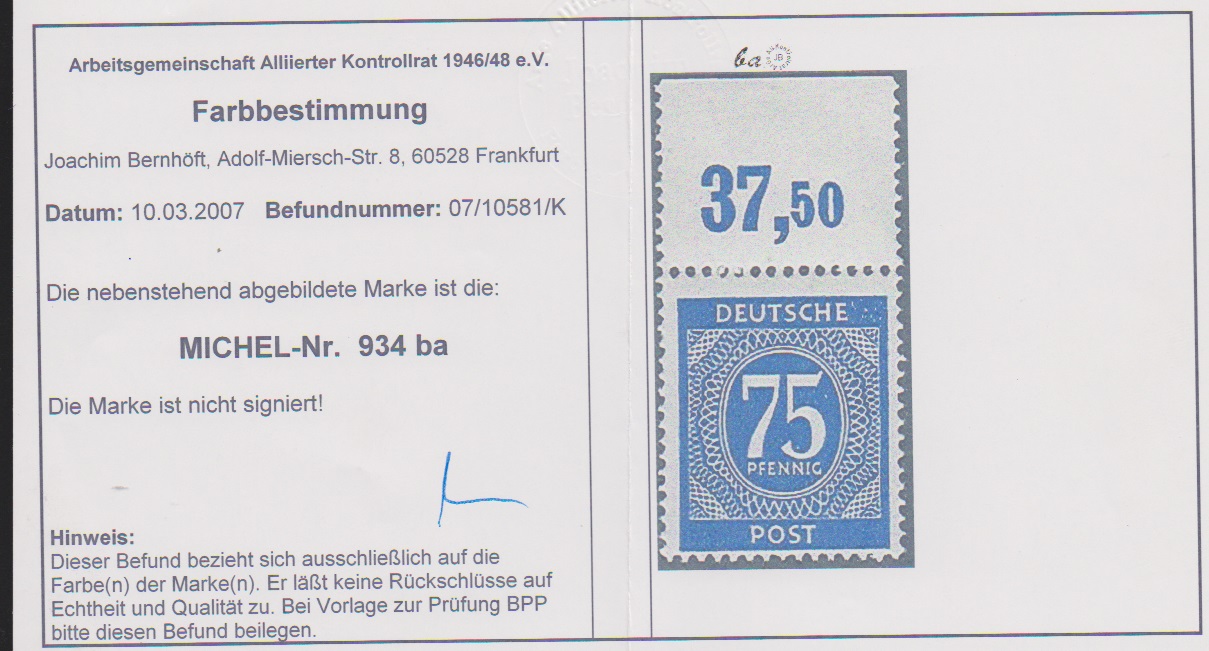 Arbeitsgemeinschaft Alliierter Kontrollrat 1946/48 e.V.
Farbbestimmung
Joachim Bernhöft, Adolf-Miersch-Str. 8, 60528 Frankfurt
Datum: 10.03.2007 Befundnummer: 07/10581/K
Die nebenstehend abgebildete Marke ist die:
MICHEL-Nr. 934 ba
Die Marke ist nicht signiert!
Hinweis:
Dieser Befund bezieht sich ausschließlich auf die
Farbe(n) der Marke(n). Er läßt keine Rückschlüsse auf
Echtheit und Qualität zu. Bei Vorlage zur Prüfung BPP
bitte diesen Befund beilegen.
ba JB
37,50
DEUTSCHE
75
PFENNIG
POST